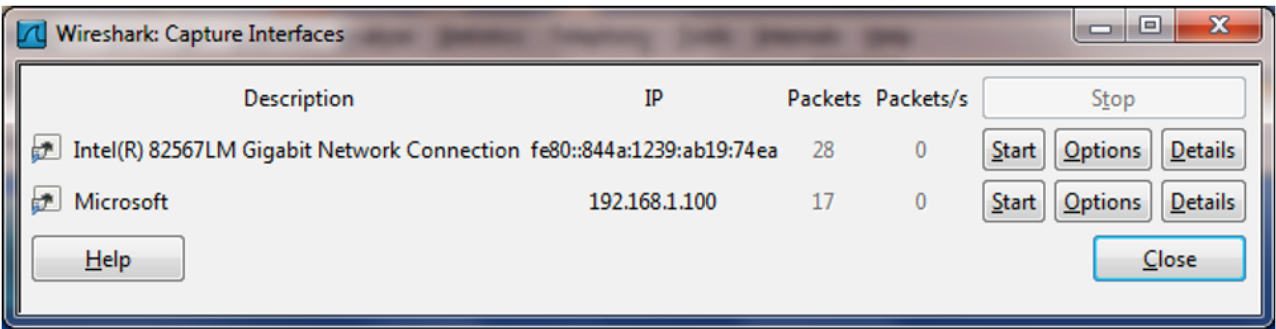 Wireshark: Capture Interfaces
Description IP Packets Packets/s Stop
Intel(R) 82567LM Gigabit Network Connection fe80::844a:1239:ab19:74ea 28 0 Start Options Details
Microsoft 192.168.1.100 17 0 Start Options Details
Help Close